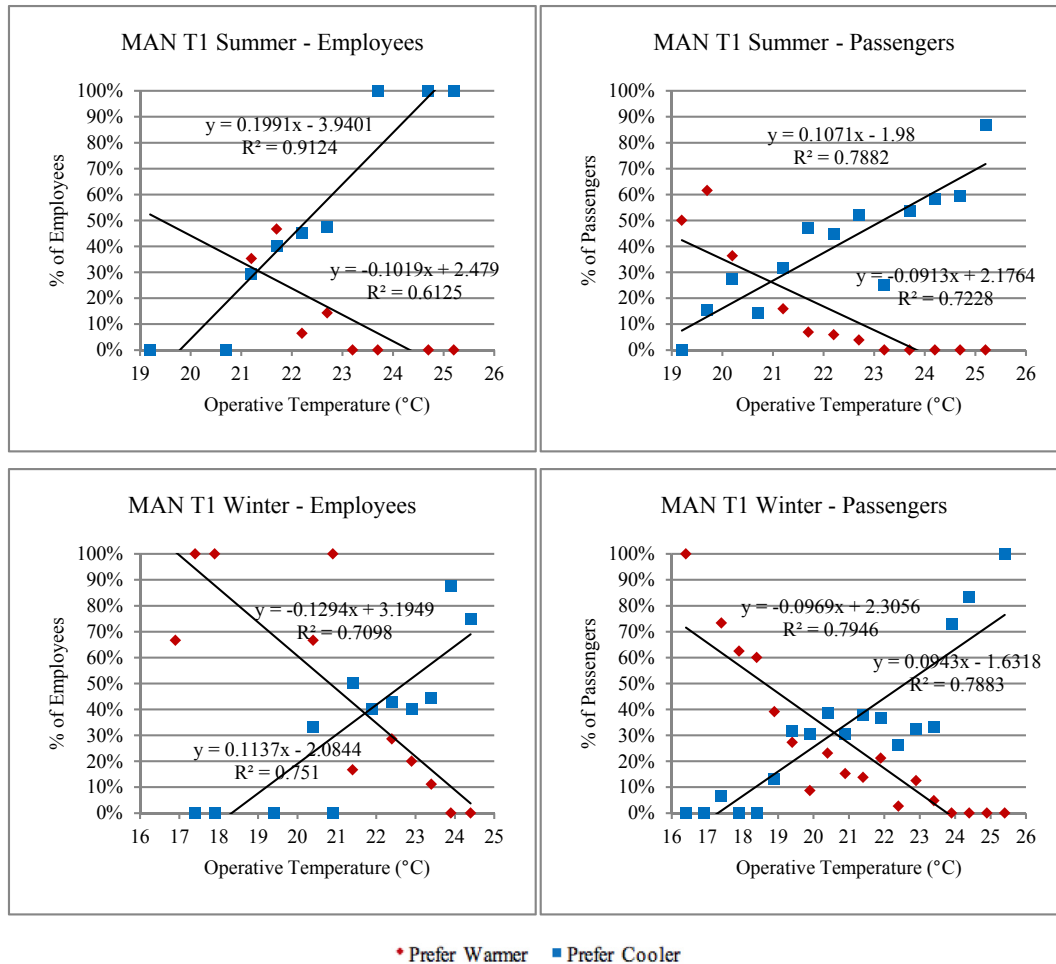 MAN T1 Summer - Employees
100%
90%
80%
70%
60%
50%
40%
30%
20%
10%
0%
% of Employees
y = 0.1991x - 3.9401
R² = 0.9124
y = -0.1019x + 2.479
R² = 0.6125
19 20 21 22 23 24 25 26
Operative Temperature (°C)
MAN T1 Summer - Passengers
100%
90%
80%
70%
60%
50%
40%
30%
20%
10%
0%
% of Passengers
y = 0.1071x - 1.98
R² = 0.7882
y = -0.0913x + 2.1764
R² = 0.7228
19 20 21 22 23 24 25 26
Operative Temperature (°C)
MAN T1 Winter - Employees
100%
90%
80%
70%
60%
50%
40%
30%
20%
10%
0%
% of Employees
y = -0.1294x + 3.1949
R² = 0.7098
y = 0.1137x - 2.0844
R² = 0.751
16 17 18 19 20 21 22 23 24 25
Operative Temperature (°C)
MAN T1 Winter - Passengers
100%
90%
80%
70%
60%
50%
40%
30%
20%
10%
0%
% of Passengers
y = -0.0969x + 2.3056
R² = 0.7946
y = 0.0943x - 1.6318
R² = 0.7883
16 17 18 19 20 21 22 23 24 25 26
Operative Temperature (°C)
Prefer Warmer Prefer Cooler